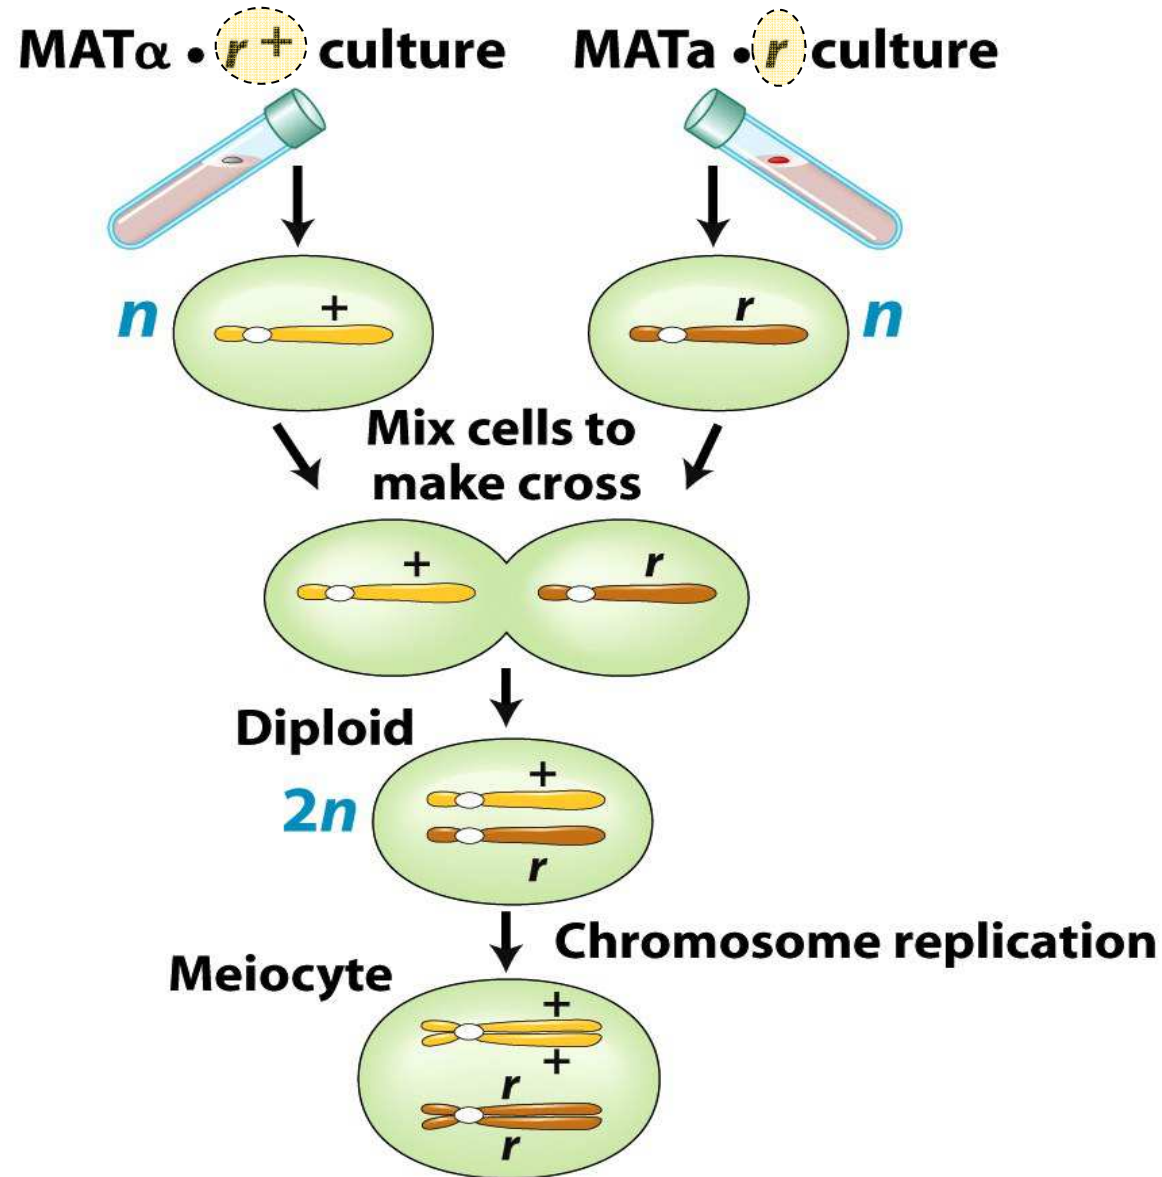 MATα • r + culture
MATa • r culture
+
r
n
n
Mix cells to
make cross
+
r
Diploid
+
2n
r
Chromosome replication
Meiocyte
+
+
r
r